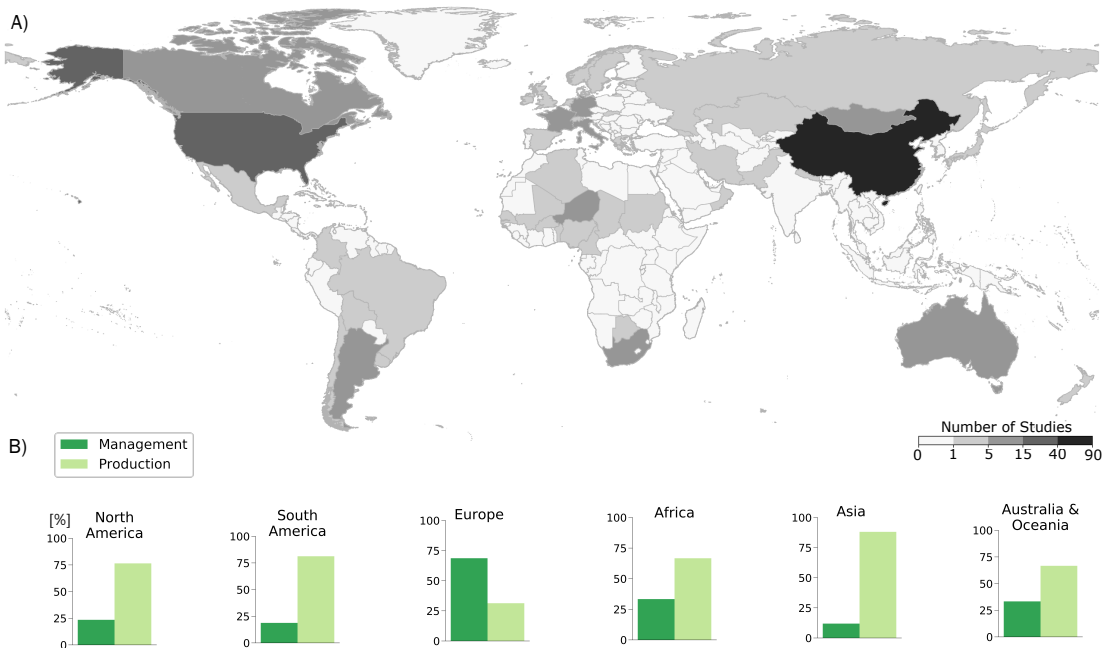 A)
Number of Studies
0 1 5 15 40 90
B)
Management
Production
[%]
North
America
100
75
50
25
0
South
America
100
75
50
25
0
Europe
100
75
50
25
0
Africa
100
75
50
25
0
Asia
100
75
50
25
0
Australia &
Oceania
100
75
50
25
0